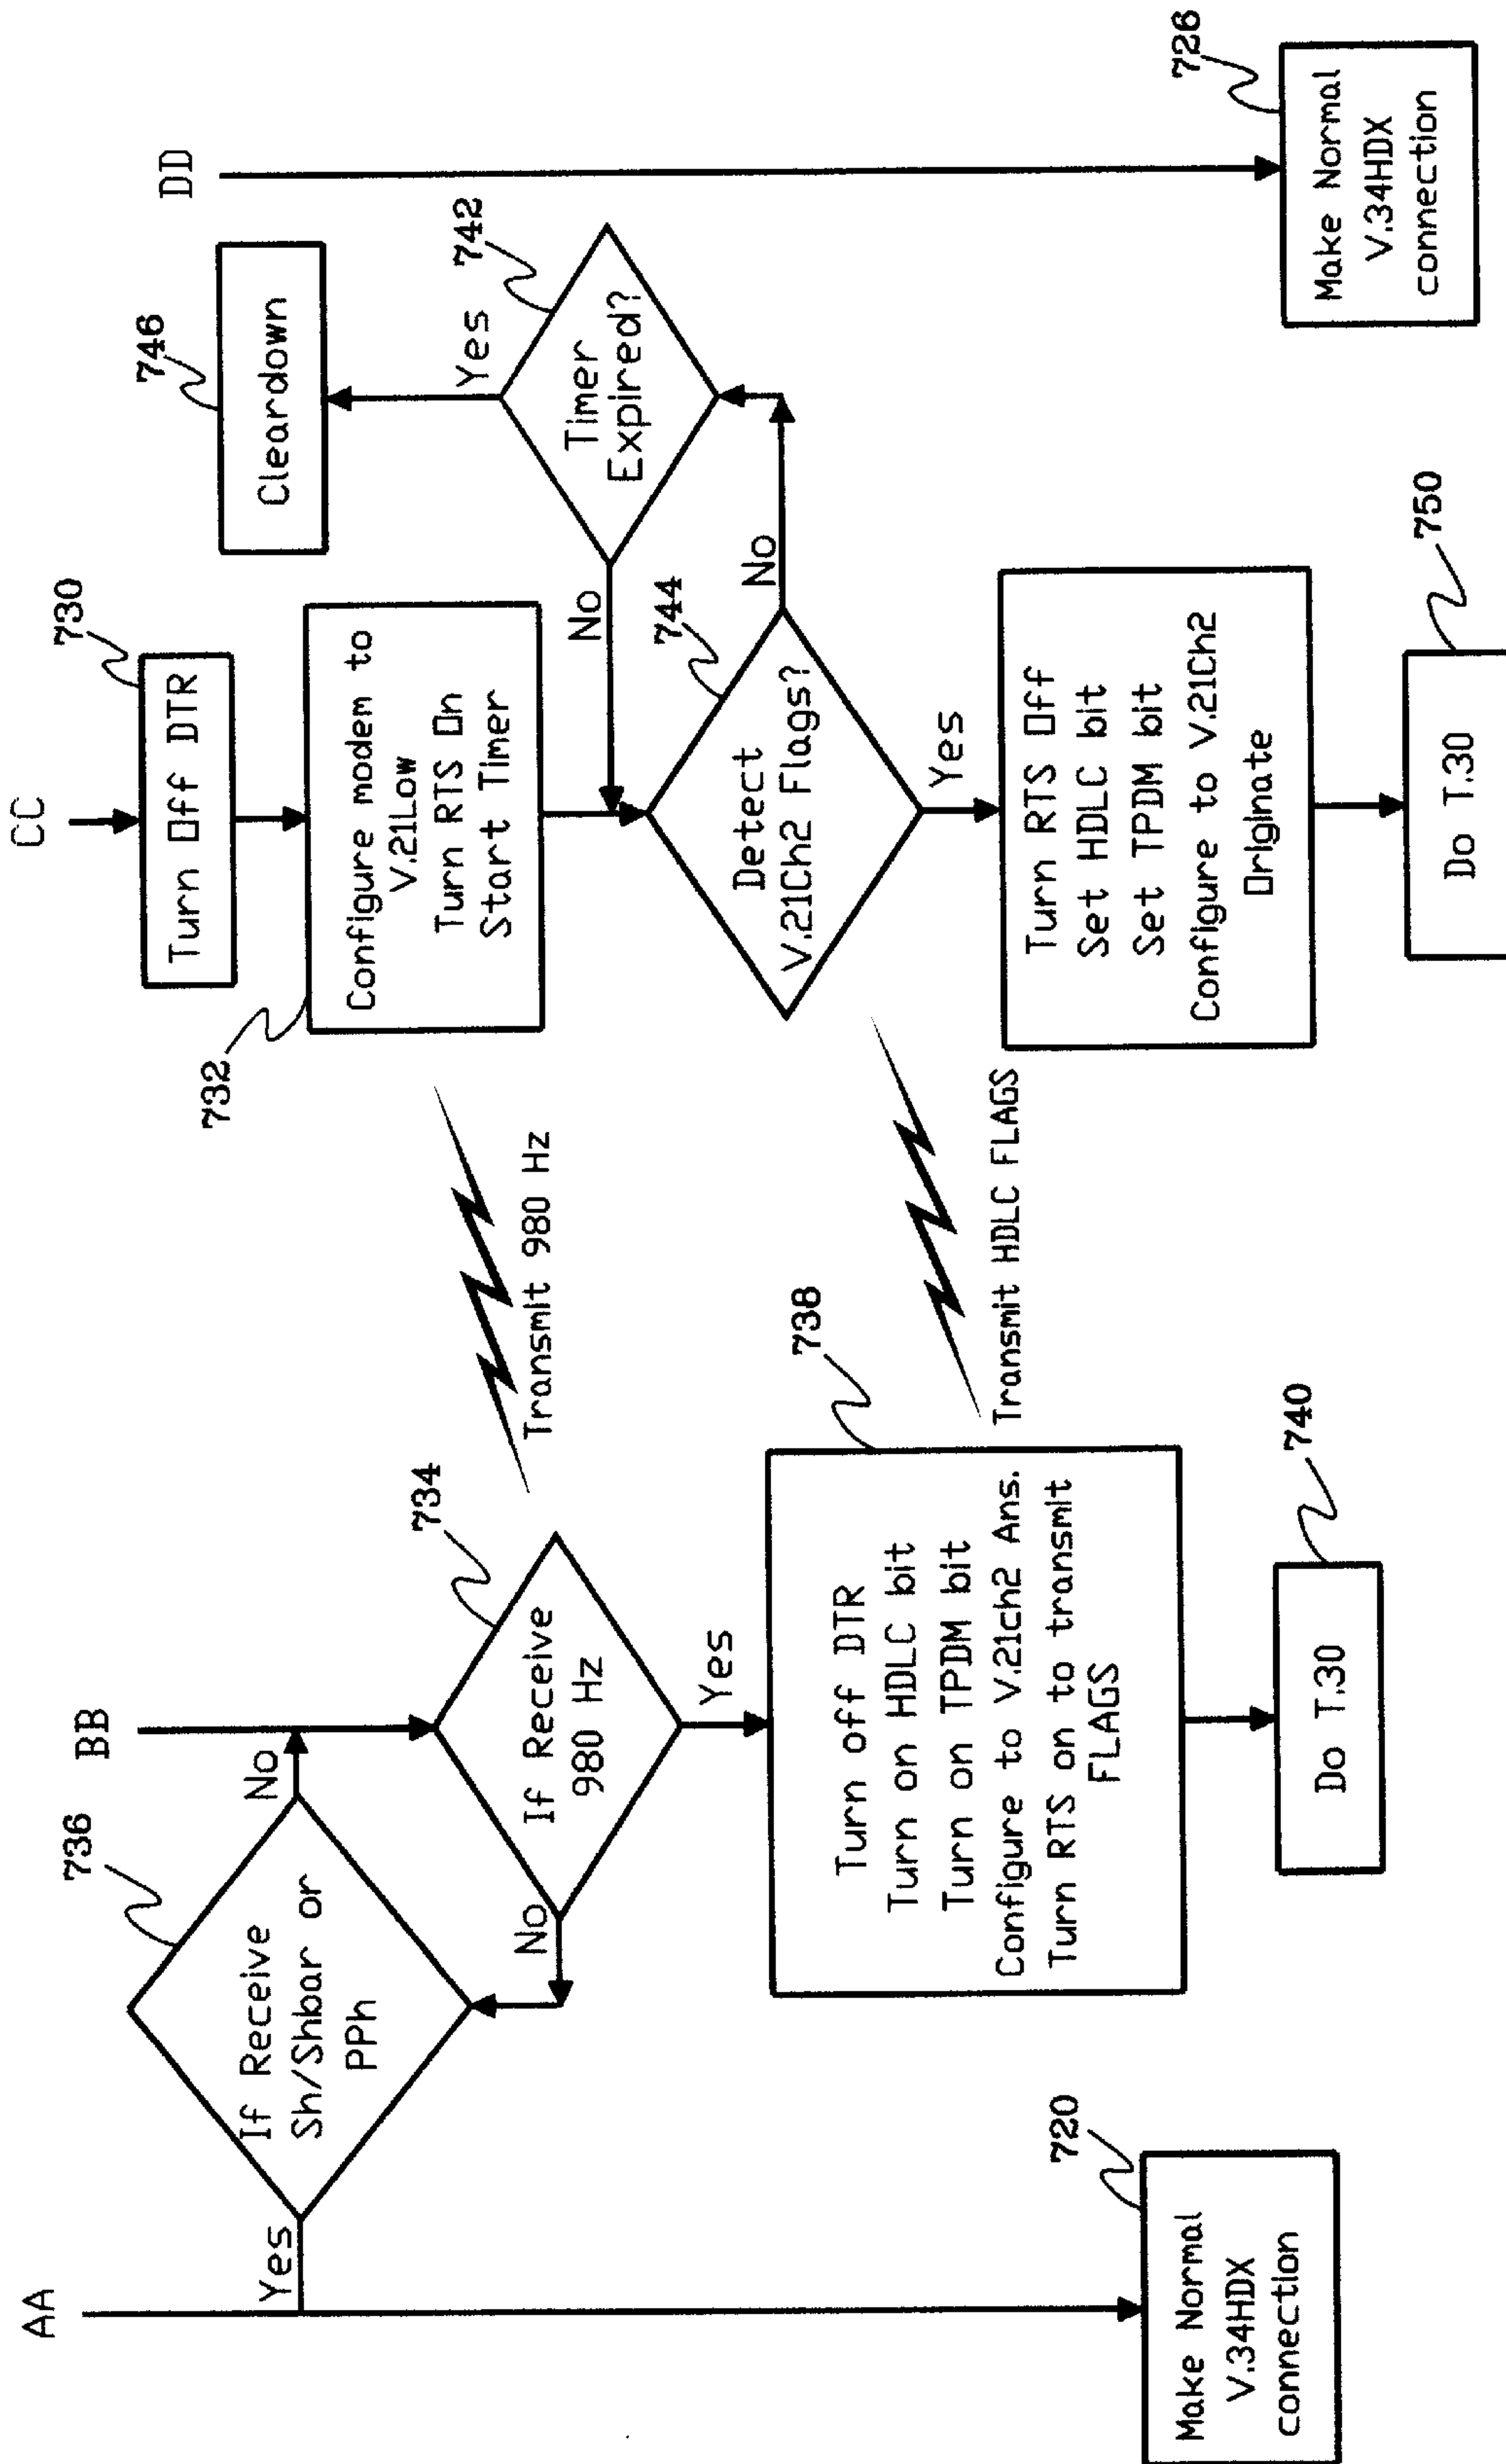 AA
BB
CC
DD
736
If Receive
Sh/Shbar or
PPh
Yes
No
734
If Receive
980 Hz
No
Yes
720
Make Normal
V.34HDX
connection
738
Turn off DTR
Turn on HDLC bit
Turn on TPDM bit
Configure to V.21ch2 Ans.
Turn RTS on to transmit
FLAGS
740
Do T.30
Transmit 980 Hz
Transmit HDLC FLAGS
730
Turn Off DTR
732
Configure modem to
V.21Low
Turn RTS On
Start Timer
746
Cleardown
742
Timer
Expired?
Yes
No
744
Detect
V.21Ch2 Flags?
No
Yes
Turn RTS Off
Set HDLC bit
Set TPDM bit
Configure to V.21Ch2
Originate
750
Do T.30
726
Make Normal
V.34HDX
connection